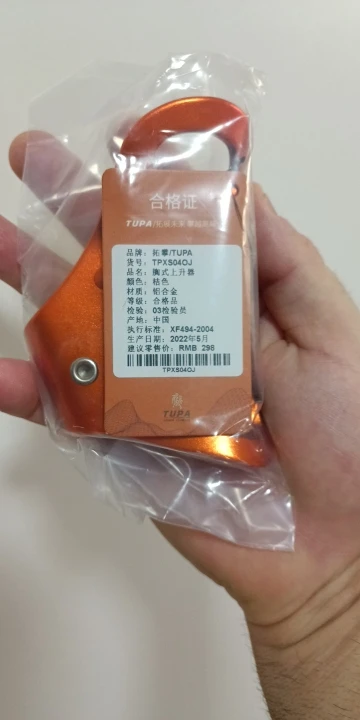 合格证
TUPA
品牌: 拓攀/TUPA
货号: TPXS04OJ
品名: 胸式上升器
颜色: 桔色
材质: 铝合金
等级: 合格品
检验: 03检验员
产地: 中国
执行标准: XF494-2004
生产日期: 2022年5月
建议零售价: RMB 298
TPXS04OJ
TUPA